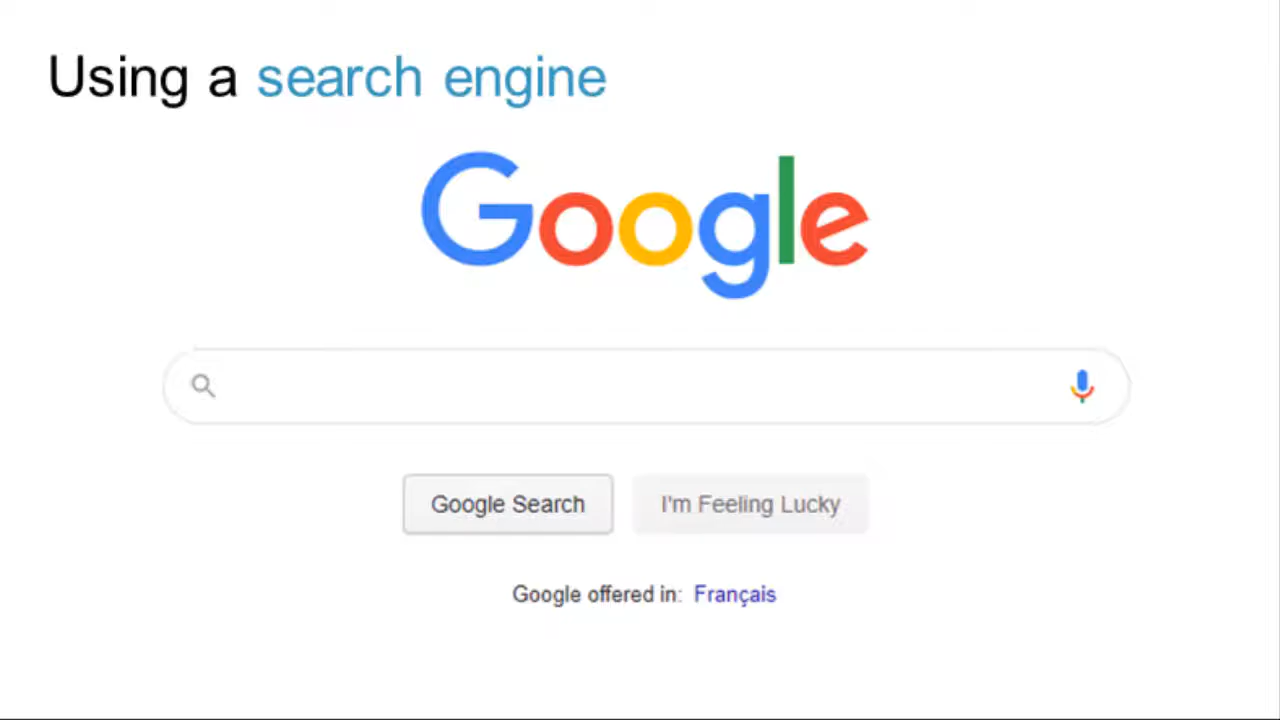 Using a search engine
Google
Google Search I'm Feeling Lucky
Google offered in: Français